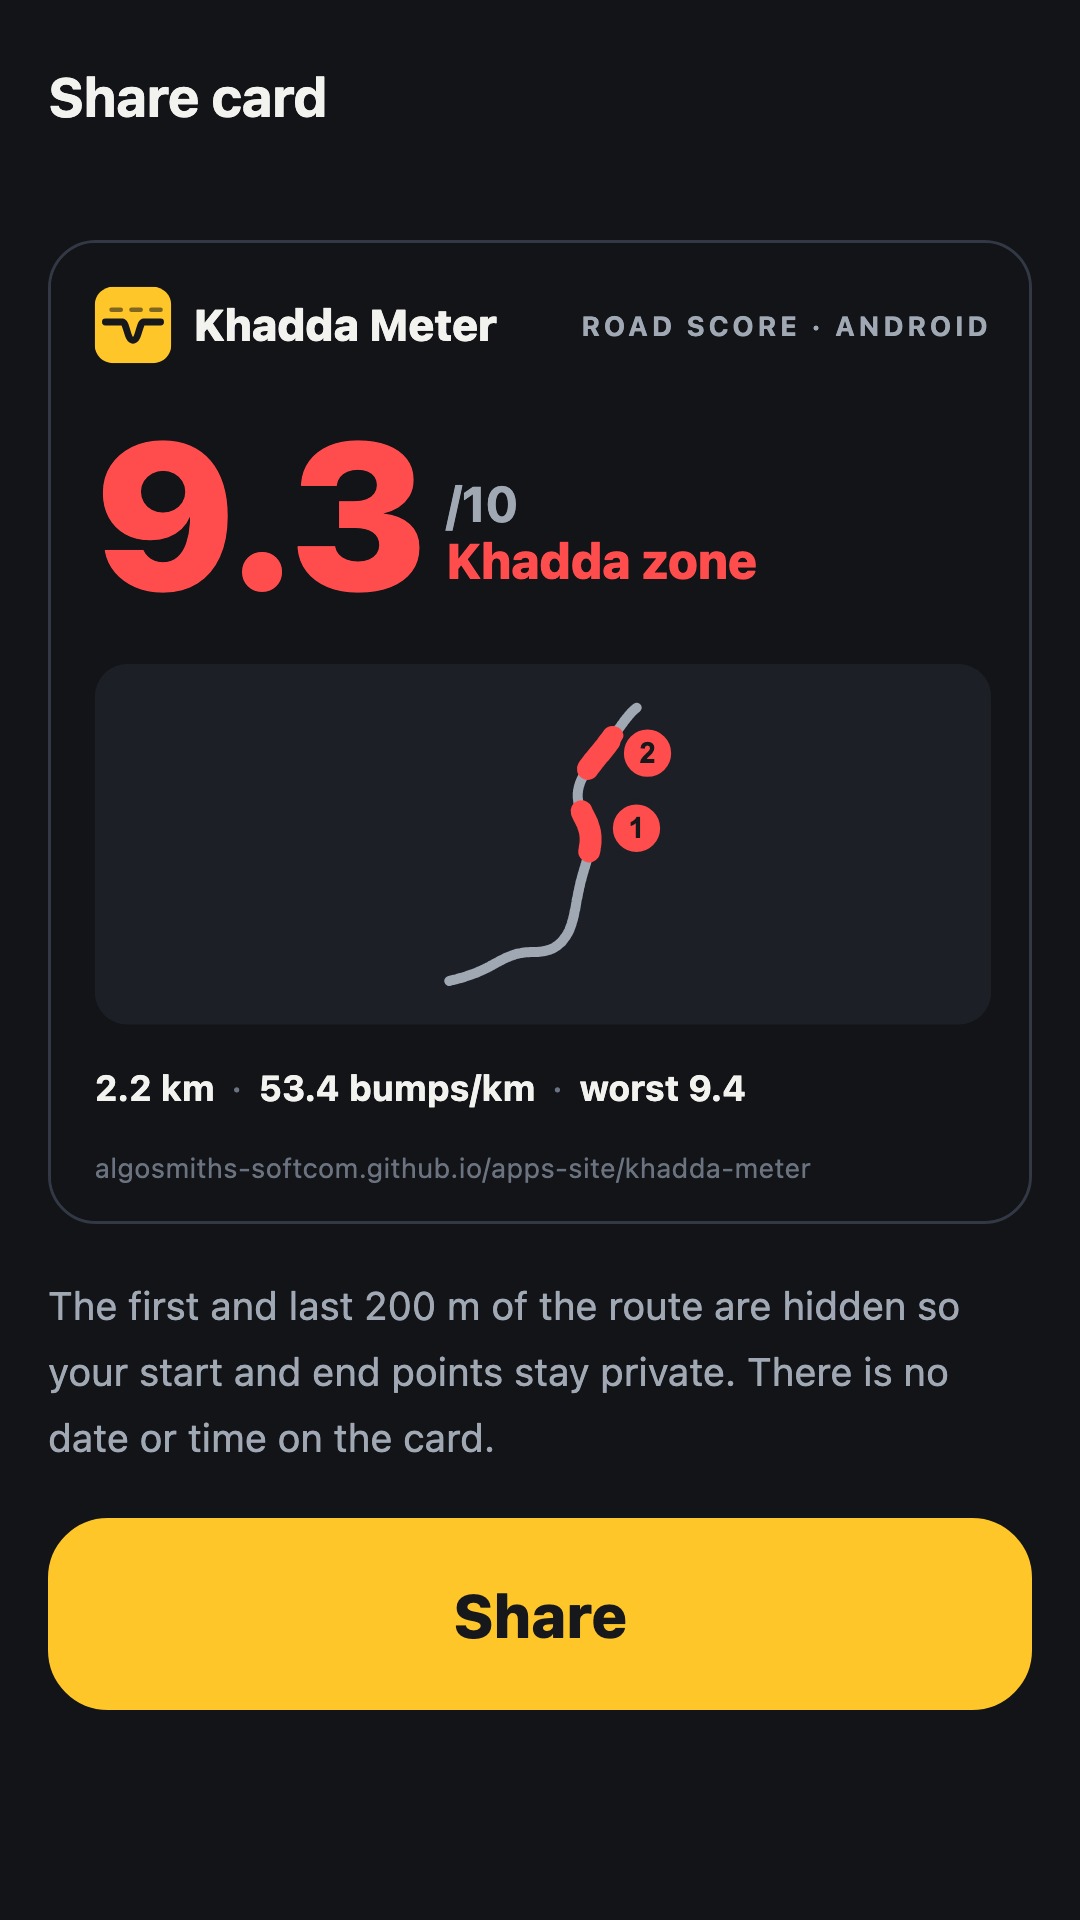 Share card
Khadda Meter
ROAD SCORE · ANDROID
9.3
/10
Khadda zone
2
1
2.2 km · 53.4 bumps/km · worst 9.4
algosmiths-softcom.github.io/apps-site/khadda-meter
The first and last 200 m of the route are hidden so
your start and end points stay private. There is no
date or time on the card.
Share